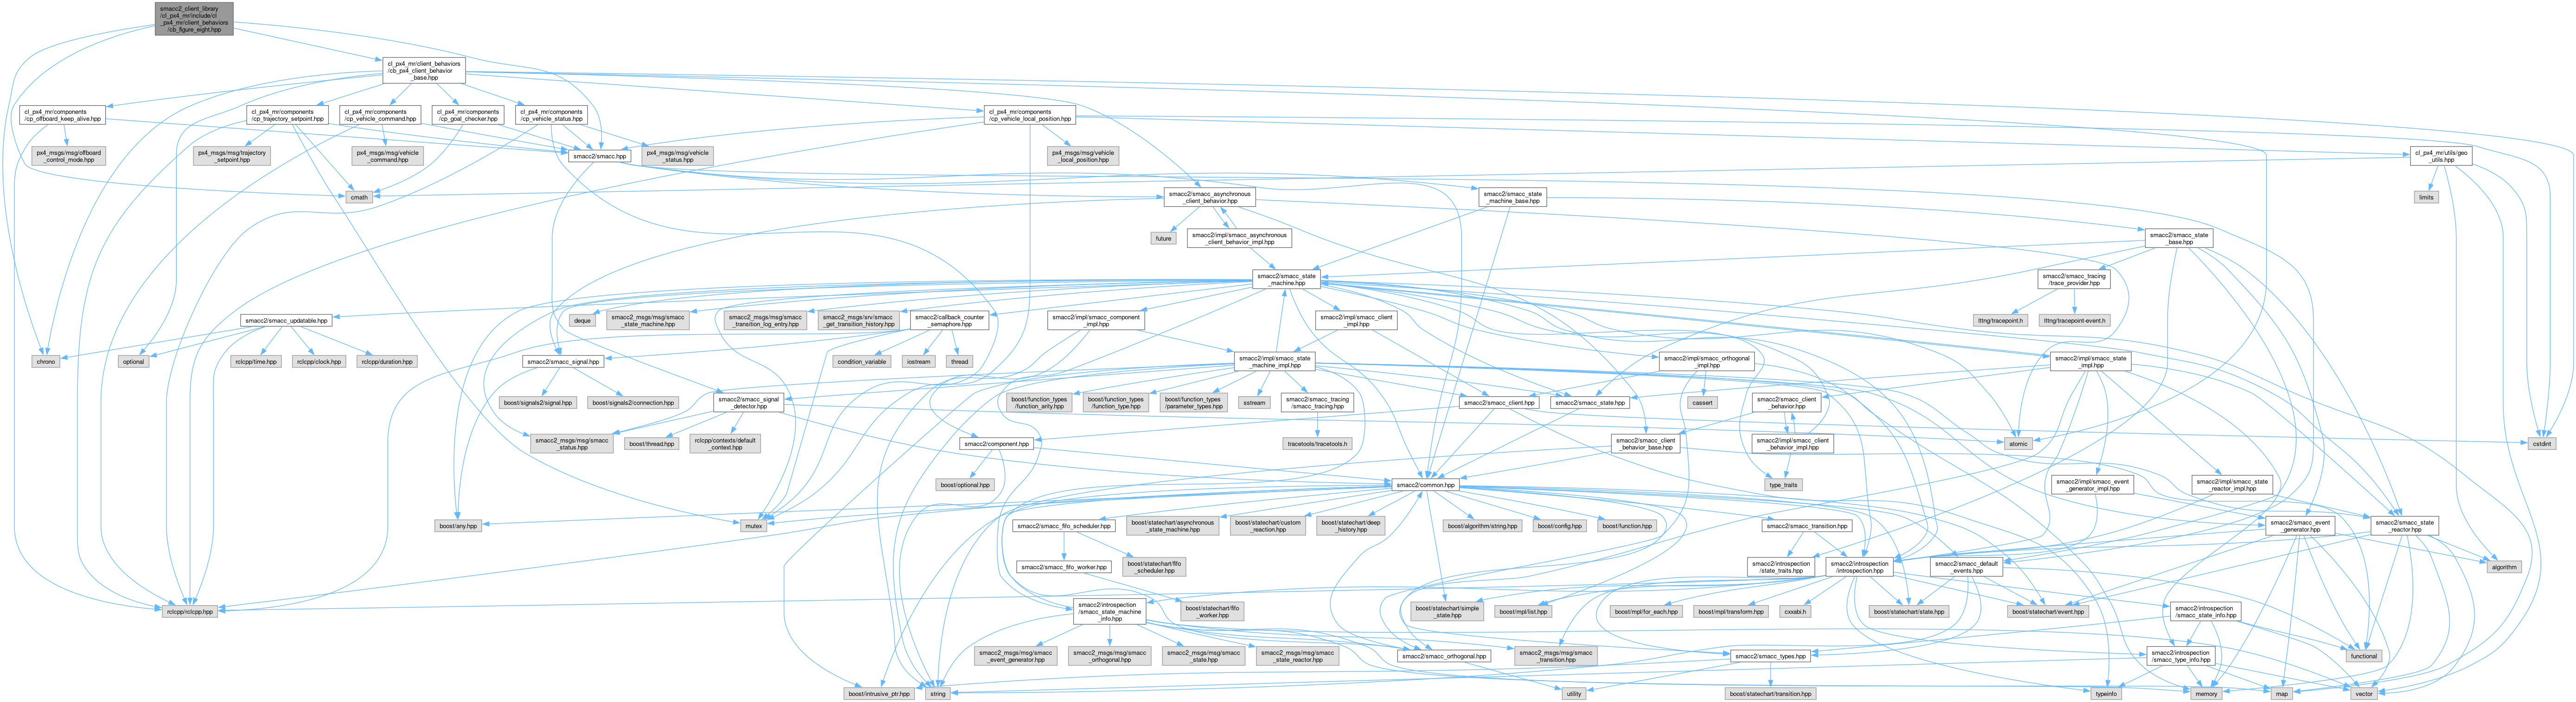 smacc2_client_library
/cl_px4_mr/include/cl
_px4_mr/client_behaviors
/cb_figure_eight.hpp
cl_px4_mr/client_behaviors
/cb_px4_client_behavior
_base.hpp
cl_px4_mr/components
/cp_offboard_keep_alive.hpp
cl_px4_mr/components
/cp_trajectory_setpoint.hpp
cl_px4_mr/components
/cp_vehicle_command.hpp
cl_px4_mr/components
/cp_goal_checker.hpp
cl_px4_mr/components
/cp_vehicle_status.hpp
cl_px4_mr/components
/cp_vehicle_local_position.hpp
px4_msgs/msg/offboard
_control_mode.hpp
px4_msgs/msg/trajectory
_setpoint.hpp
px4_msgs/msg/vehicle
_command.hpp
smacc2/smacc.hpp
px4_msgs/msg/vehicle
_status.hpp
px4_msgs/msg/vehicle
_local_position.hpp
cl_px4_mr/utils/geo
_utils.hpp
cmath
smacc2/smacc_asynchronous
_client_behavior.hpp
smacc2/smacc_state
_machine_base.hpp
limits
future
smacc2/impl/smacc_asynchronous
_client_behavior_impl.hpp
smacc2/smacc_state
_base.hpp
smacc2/smacc_state
_machine.hpp
smacc2/smacc_tracing
/trace_provider.hpp
smacc2/smacc_updatable.hpp
deque
smacc2_msgs/msg/smacc
_state_machine.hpp
smacc2_msgs/msg/smacc
_transition_log_entry.hpp
smacc2_msgs/srv/smacc
_get_transition_history.hpp
smacc2/callback_counter
_semaphore.hpp
smacc2/impl/smacc_component
_impl.hpp
smacc2/impl/smacc_client
_impl.hpp
lttng/tracepoint.h
lttng/tracepoint-event.h
chrono
optional
rclcpp/time.hpp
rclcpp/clock.hpp
rclcpp/duration.hpp
smacc2/smacc_signal.hpp
condition_variable
iostream
thread
smacc2/impl/smacc_state
_machine_impl.hpp
smacc2/impl/smacc_orthogonal
_impl.hpp
smacc2/impl/smacc_state
_impl.hpp
boost/signals2/signal.hpp
boost/signals2/connection.hpp
smacc2/smacc_signal
_detector.hpp
boost/function_types
/function_arity.hpp
boost/function_types
/function_type.hpp
boost/function_types
/parameter_types.hpp
sstream
smacc2/smacc_tracing
/smacc_tracing.hpp
smacc2/smacc_client.hpp
smacc2/smacc_state.hpp
cassert
smacc2/smacc_client
_behavior.hpp
smacc2_msgs/msg/smacc
_status.hpp
boost/thread.hpp
rclcpp/contexts/default
_context.hpp
smacc2/component.hpp
tracetools/tracetools.h
smacc2/smacc_client
_behavior_base.hpp
smacc2/impl/smacc_client
_behavior_impl.hpp
atomic
cstdint
boost/optional.hpp
smacc2/common.hpp
type_traits
smacc2/impl/smacc_event
_generator_impl.hpp
smacc2/impl/smacc_state
_reactor_impl.hpp
boost/any.hpp
mutex
smacc2/smacc_fifo_scheduler.hpp
boost/statechart/asynchronous
_state_machine.hpp
boost/statechart/custom
_reaction.hpp
boost/statechart/deep
_history.hpp
boost/algorithm/string.hpp
boost/config.hpp
boost/function.hpp
smacc2/smacc_transition.hpp
smacc2/smacc_event
_generator.hpp
smacc2/smacc_state
_reactor.hpp
smacc2/smacc_fifo_worker.hpp
boost/statechart/fifo
_scheduler.hpp
smacc2/introspection
/state_traits.hpp
smacc2/introspection
/introspection.hpp
smacc2/smacc_default
_events.hpp
algorithm
rclcpp/rclcpp.hpp
smacc2/introspection
/smacc_state_machine
_info.hpp
boost/statechart/fifo
_worker.hpp
boost/statechart/simple
_state.hpp
boost/mpl/list.hpp
boost/mpl/for_each.hpp
boost/mpl/transform.hpp
cxxabi.h
boost/statechart/state.hpp
boost/statechart/event.hpp
smacc2/introspection
/smacc_state_info.hpp
smacc2_msgs/msg/smacc
_event_generator.hpp
smacc2_msgs/msg/smacc
_orthogonal.hpp
smacc2_msgs/msg/smacc
_state.hpp
smacc2_msgs/msg/smacc
_state_reactor.hpp
smacc2/smacc_orthogonal.hpp
smacc2_msgs/msg/smacc
_transition.hpp
smacc2/smacc_types.hpp
smacc2/introspection
/smacc_type_info.hpp
functional
boost/intrusive_ptr.hpp
string
utility
boost/statechart/transition.hpp
typeinfo
memory
map
vector